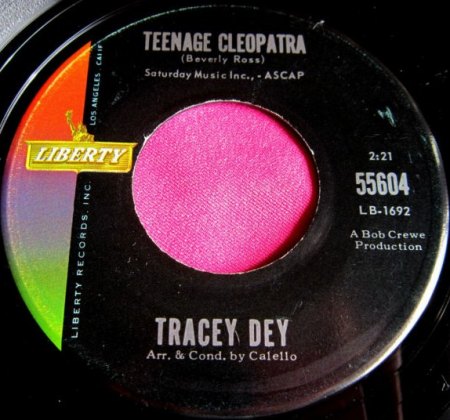 TEENAGE CLEOPATRA
(Beverly Ross)
Saturday Music Inc., - ASCAP
LIBERTY
LIBERTY RECORDS, INC.
LOS ANGELES, CALIF
2:21
55604
LB-1692
A Bob Crewe
Production
TRACEY DEY
Arr. & Cond. by Calello